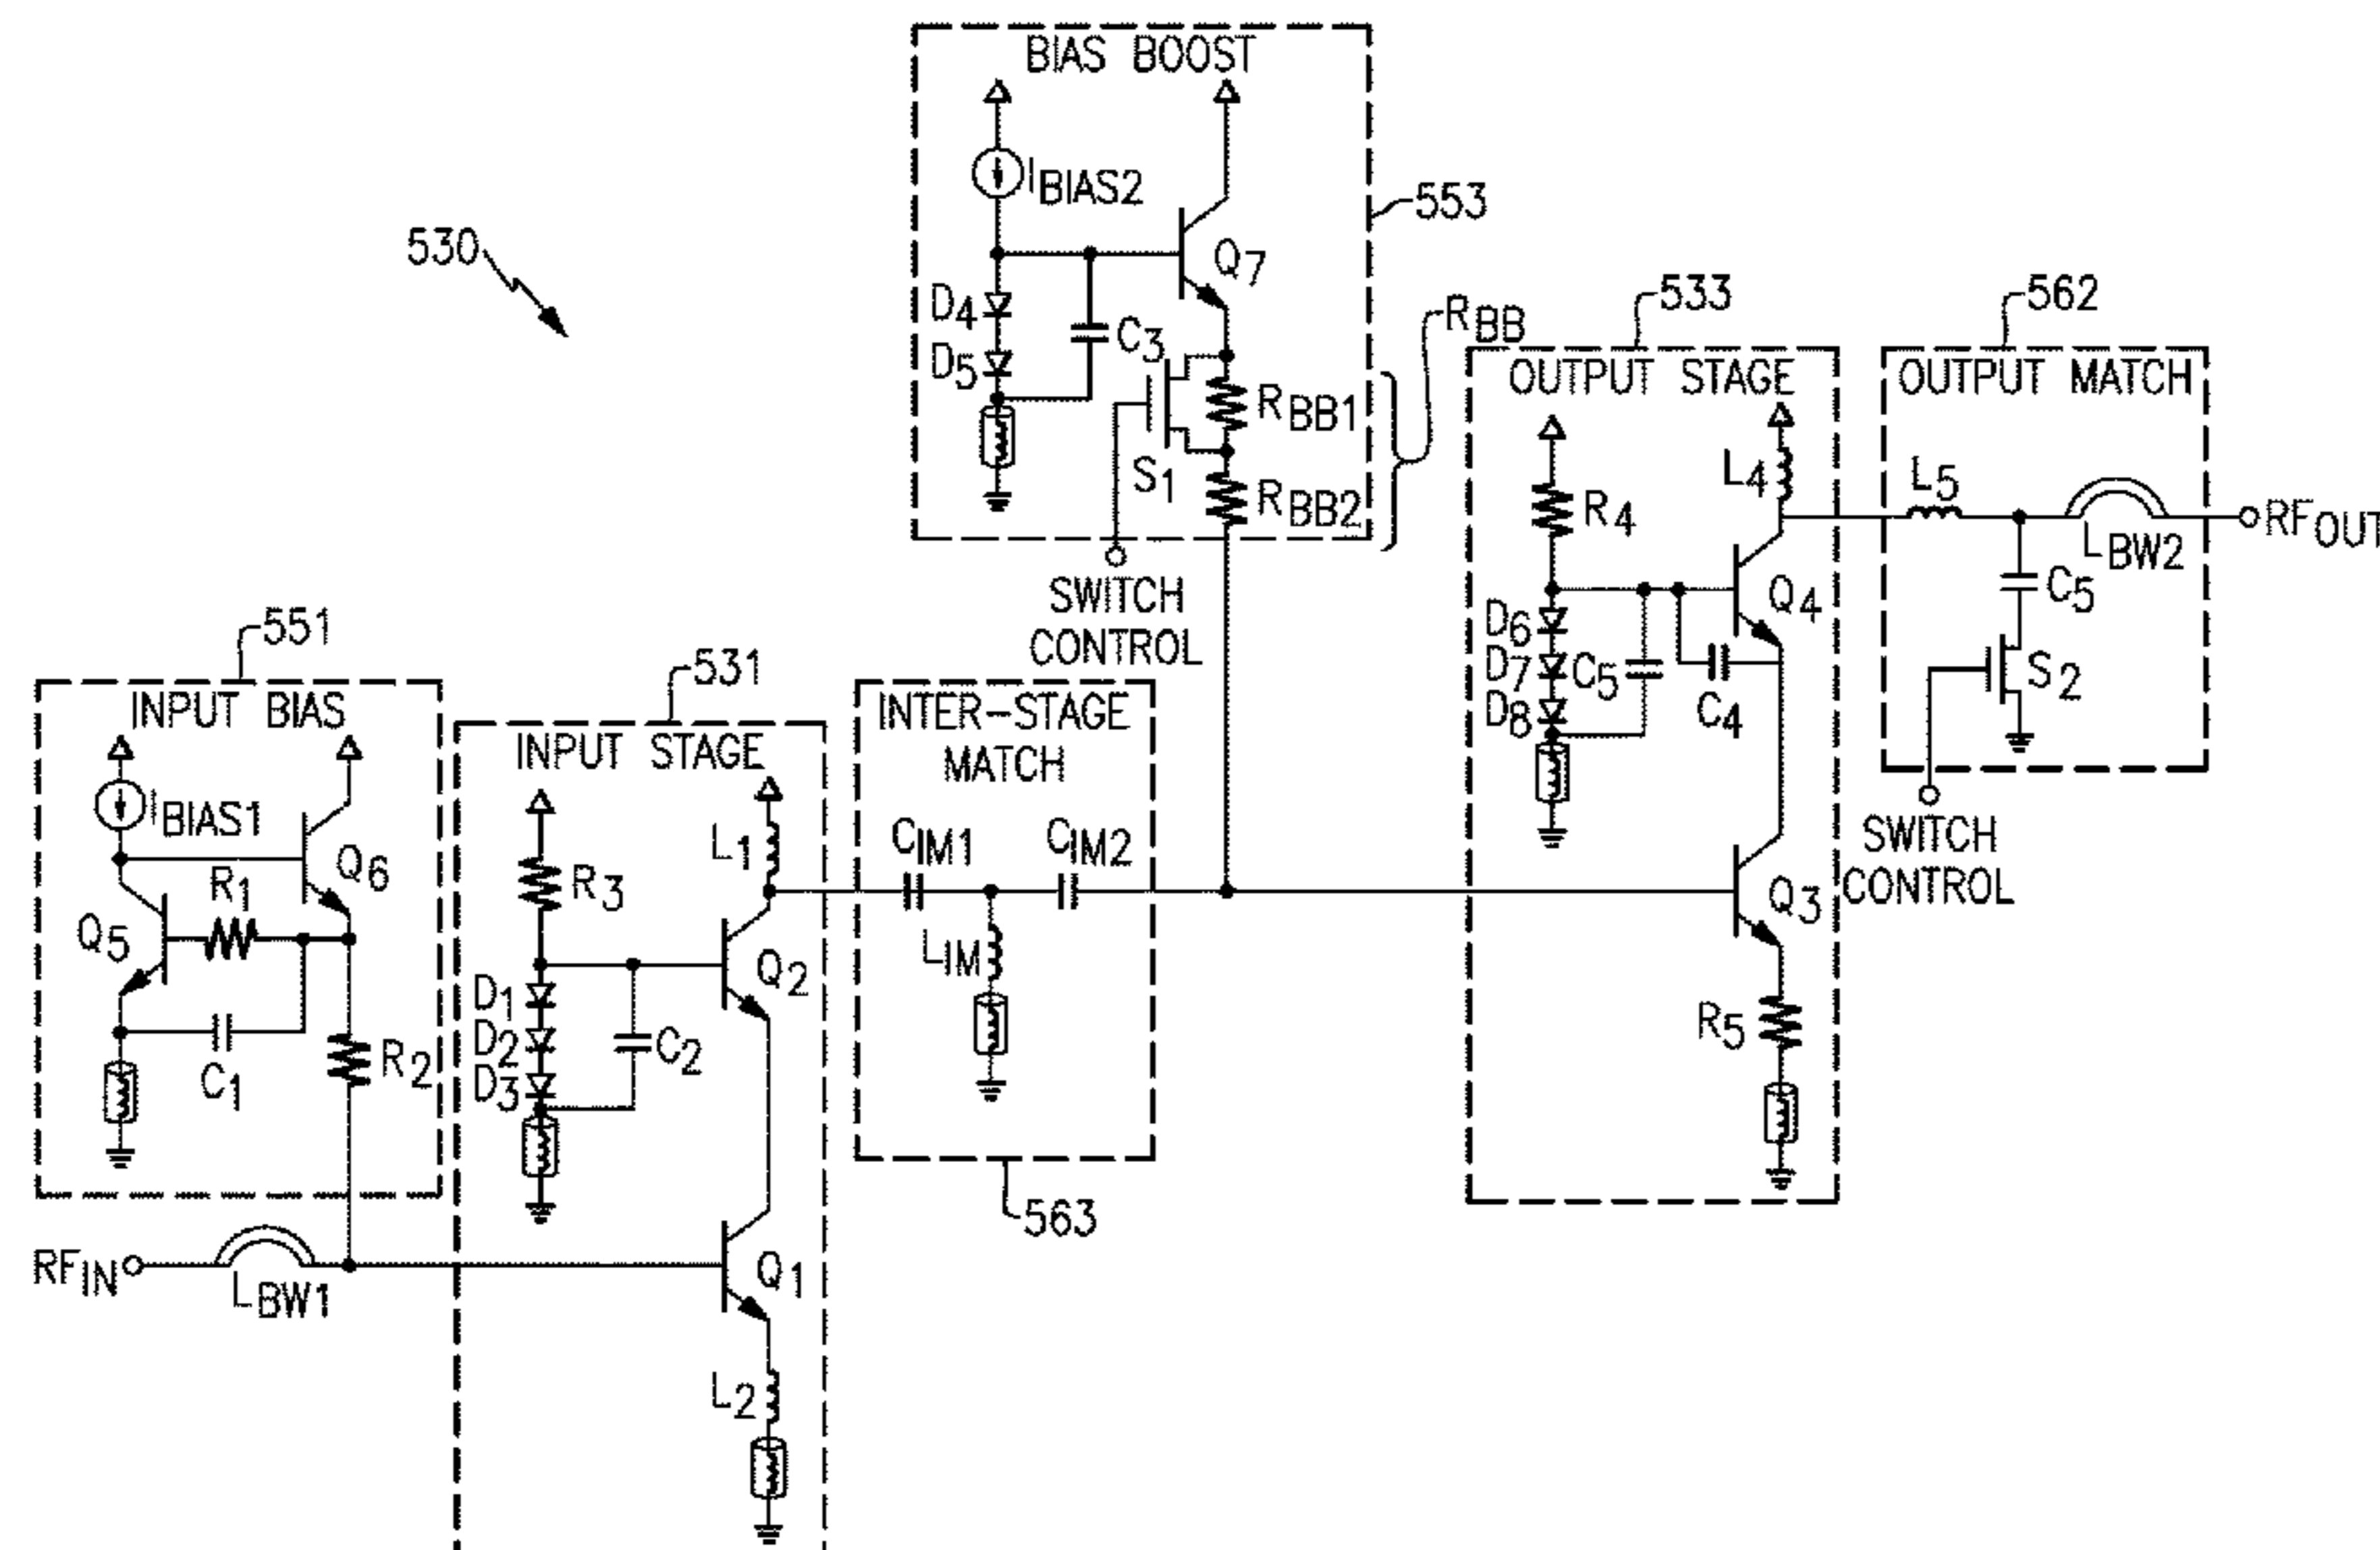 530
BIAS BOOST
IBIAS2
Q7
D4
D5
C3
S1
RBB1
RBB2
RBB
553
SWITCH
CONTROL
551
INPUT BIAS
IBIAS1
Q6
R1
Q5
C1
R2
RFIN
LBW1
531
INPUT STAGE
L1
R3
Q2
D1
D2
D3
C2
Q1
L2
INTER-STAGE
MATCH
CIM1
CIM2
LIM
563
533
OUTPUT STAGE
L4
R4
Q4
D6
D7
D8
C5
C4
Q3
R5
562
OUTPUT MATCH
L5
LBW2
RFOUT
C5
S2
SWITCH
CONTROL